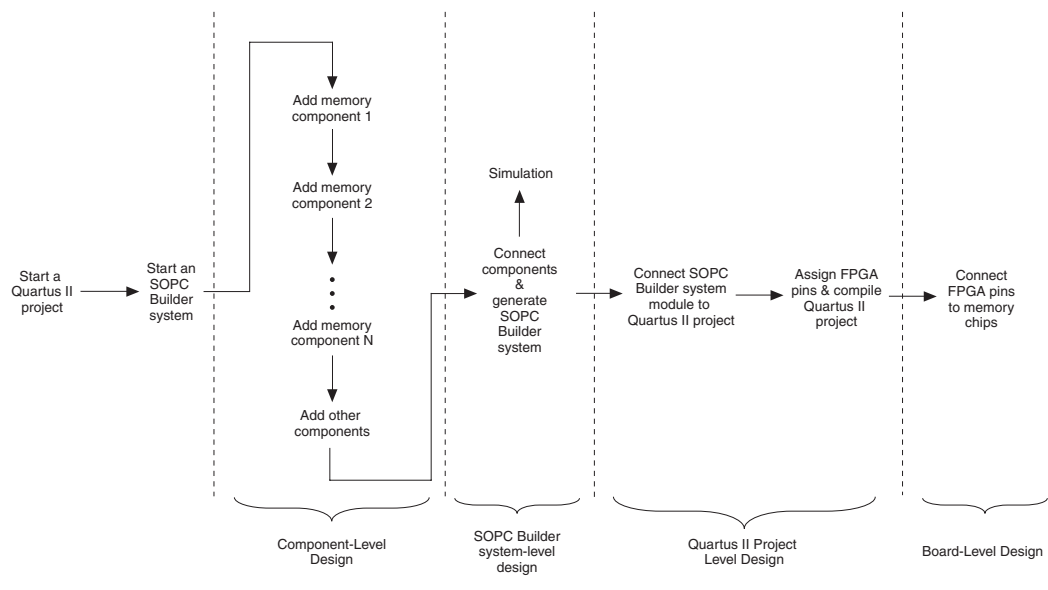 Start a
Quartus II
project
Start an
SOPC
Builder
system
Add memory
component 1
Add memory
component 2
Add memory
component N
Add other
components
Simulation
Connect
components
&
generate
SOPC
Builder
system
Connect SOPC
Builder system
module to
Quartus II project
Assign FPGA
pins & compile
Quartus II
project
Connect
FPGA pins
to memory
chips
Component-Level
Design
SOPC Builder
system-level
design
Quartus II Project
Level Design
Board-Level Design